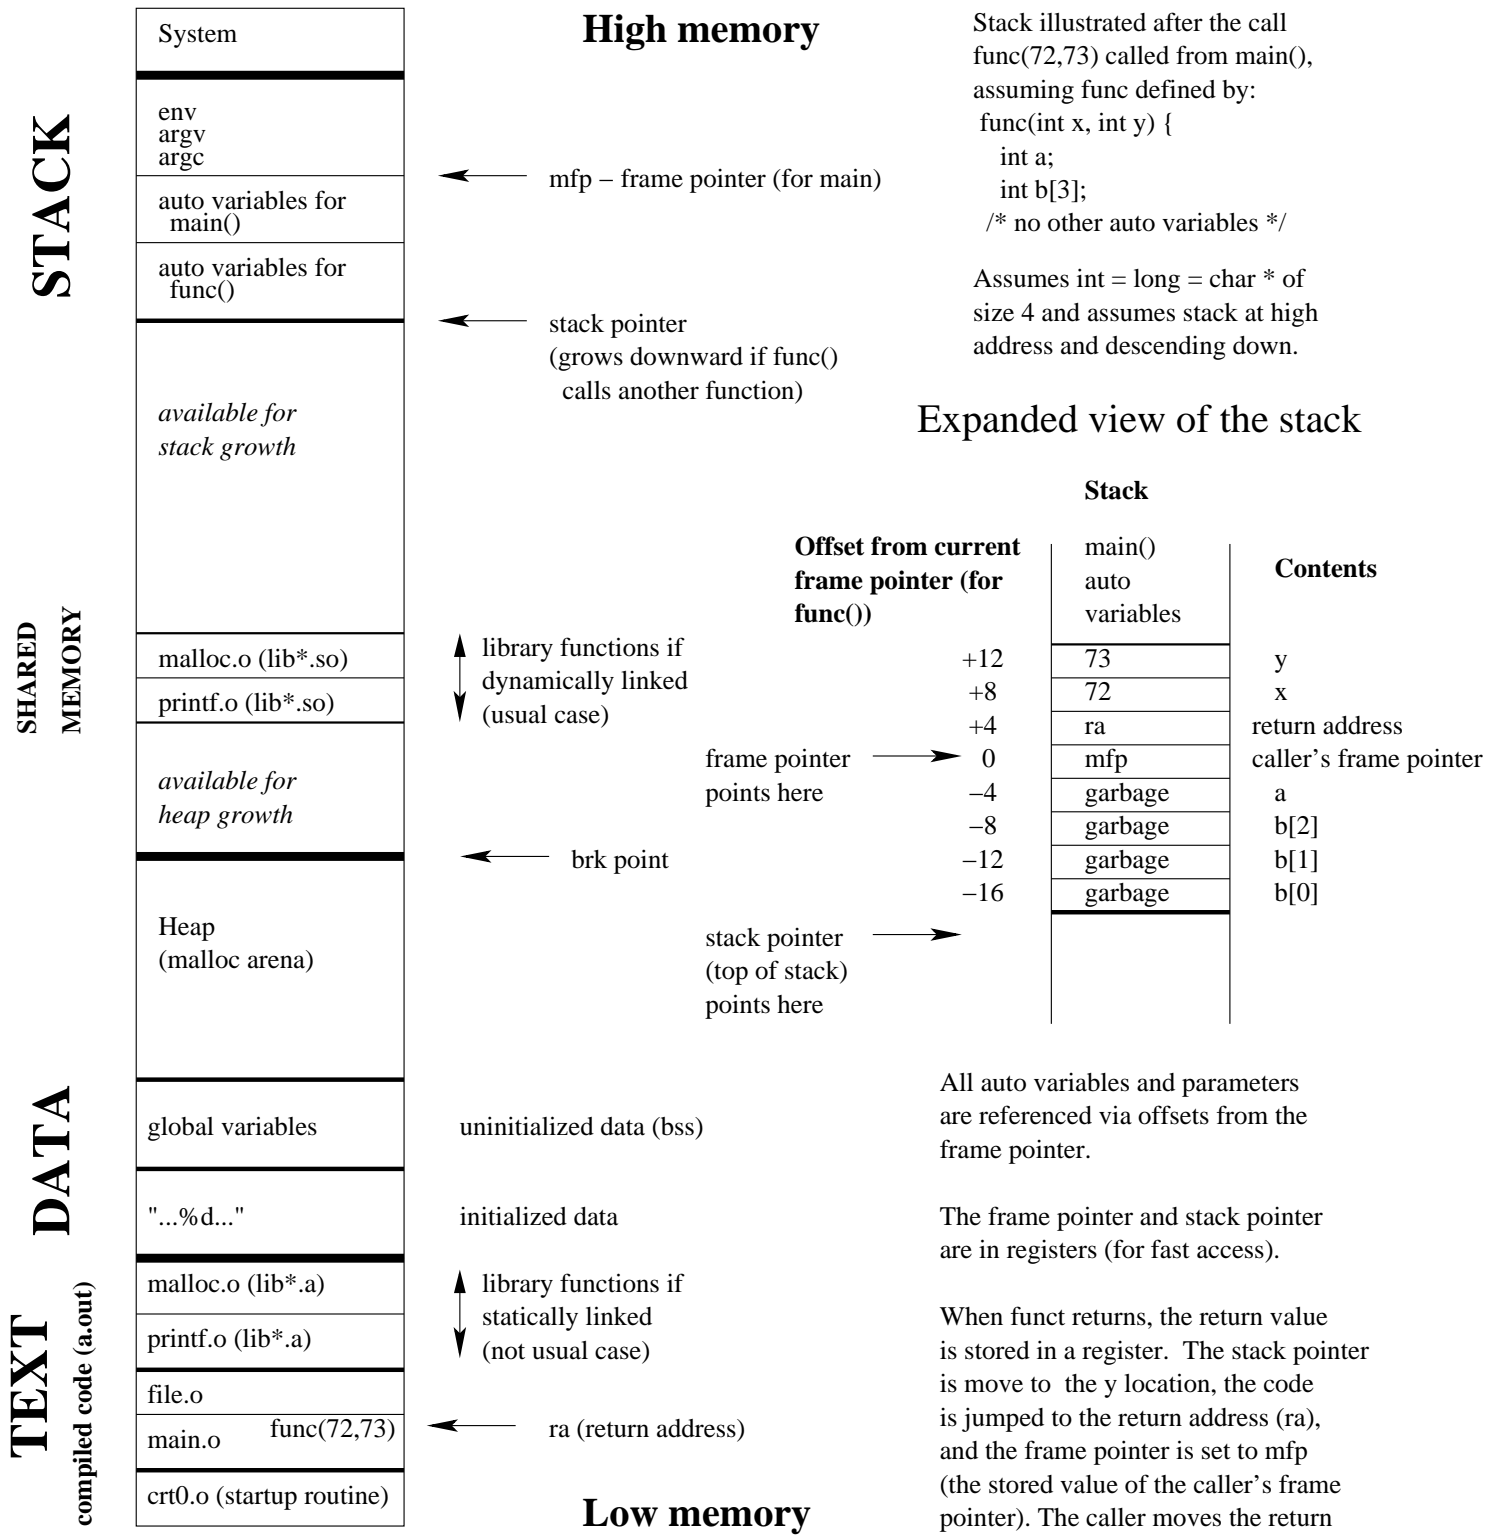 STACK
SHARED
MEMORY
DATA
TEXT
compiled code (a.out)
System
env
argv
argc
auto variables for
main()
auto variables for
func()
available for
stack growth
malloc.o (lib*.so)
printf.o (lib*.so)
available for
heap growth
Heap
(malloc arena)
global variables
"...%d..."
malloc.o (lib*.a)
printf.o (lib*.a)
file.o
func(72,73)
main.o
crt0.o (startup routine)
High memory
mfp − frame pointer (for main)
stack pointer
(grows downward if func()
calls another function)
library functions if
dynamically linked
(usual case)
brk point
uninitialized data (bss)
initialized data
library functions if
statically linked
(not usual case)
ra (return address)
Low memory
Stack illustrated after the call
func(72,73) called from main(),
assuming func defined by:
func(int x, int y) {
int a;
int b[3];
/* no other auto variables */
Assumes int = long = char * of
size 4 and assumes stack at high
address and descending down.
Expanded view of the stack
Stack
Offset from current
frame pointer (for
func())
main()
auto
variables
Contents
+12 73 y
+8 72 x
+4 ra return address
frame pointer
points here
0 mfp caller's frame pointer
−4 garbage a
−8 garbage b[2]
−12 garbage b[1]
−16 garbage b[0]
stack pointer
(top of stack)
points here
All auto variables and parameters
are referenced via offsets from the
frame pointer.
The frame pointer and stack pointer
are in registers (for fast access).
When funct returns, the return value
is stored in a register. The stack pointer
is move to the y location, the code
is jumped to the return address (ra),
and the frame pointer is set to mfp
(the stored value of the caller's frame
pointer). The caller moves the return